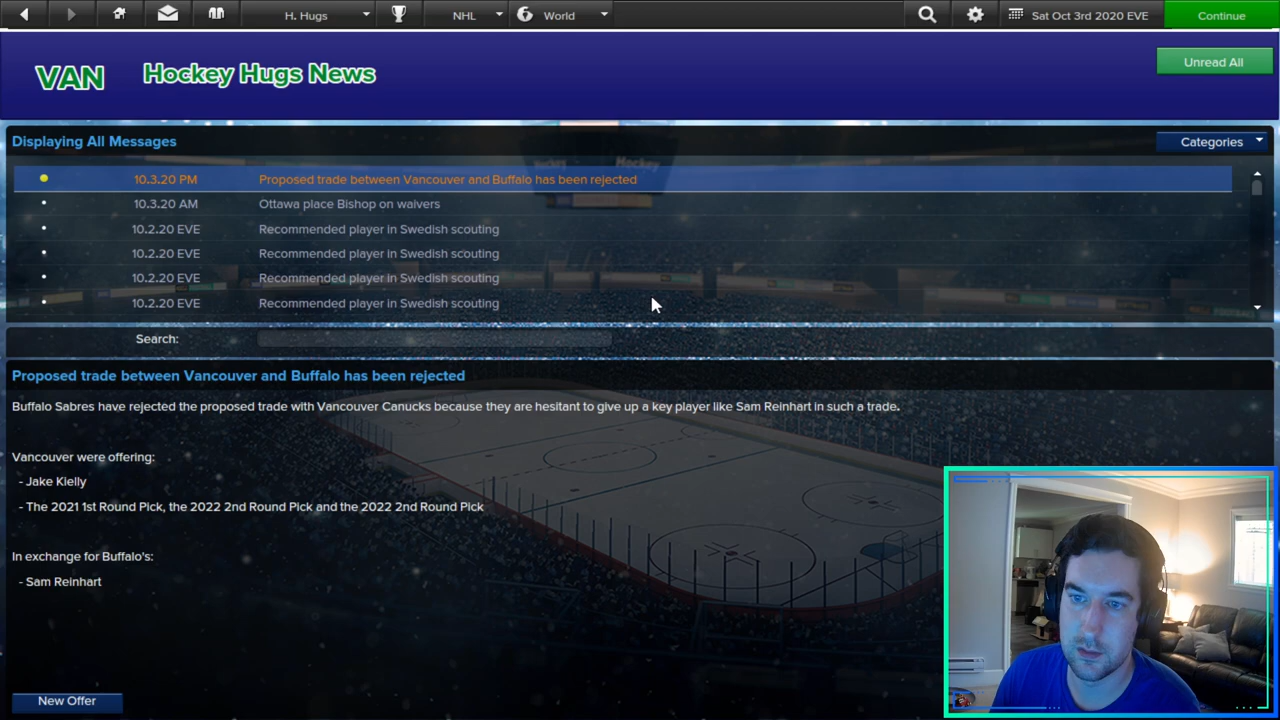 H. Hugs
NHL
World
Sat Oct 3rd 2020 EVE
Continue
VAN
Hockey Hugs News
Unread All
Displaying All Messages
Categories
10.3.20 PM Proposed trade between Vancouver and Buffalo has been rejected
10.3.20 AM Ottawa place Bishop on waivers
10.2.20 EVE Recommended player in Swedish scouting
10.2.20 EVE Recommended player in Swedish scouting
10.2.20 EVE Recommended player in Swedish scouting
10.2.20 EVE Recommended player in Swedish scouting
Search:
Proposed trade between Vancouver and Buffalo has been rejected
Buffalo Sabres have rejected the proposed trade with Vancouver Canucks because they are hesitant to give up a key player like Sam Reinhart in such a trade.
Vancouver were offering:
- Jake Kielly
- The 2021 1st Round Pick, the 2022 2nd Round Pick and the 2022 2nd Round Pick
In exchange for Buffalo's:
- Sam Reinhart
New Offer